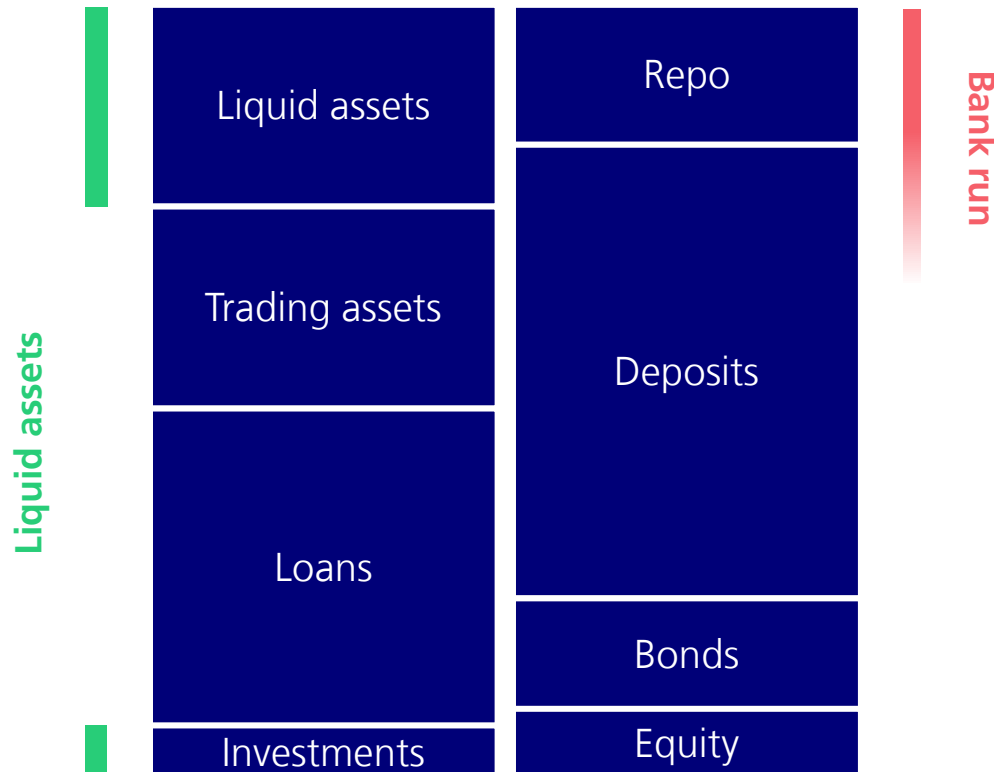 Liquid assets
Liquid assets
Trading assets
Loans
Investments
Repo
Deposits
Bonds
Equity
Bank run